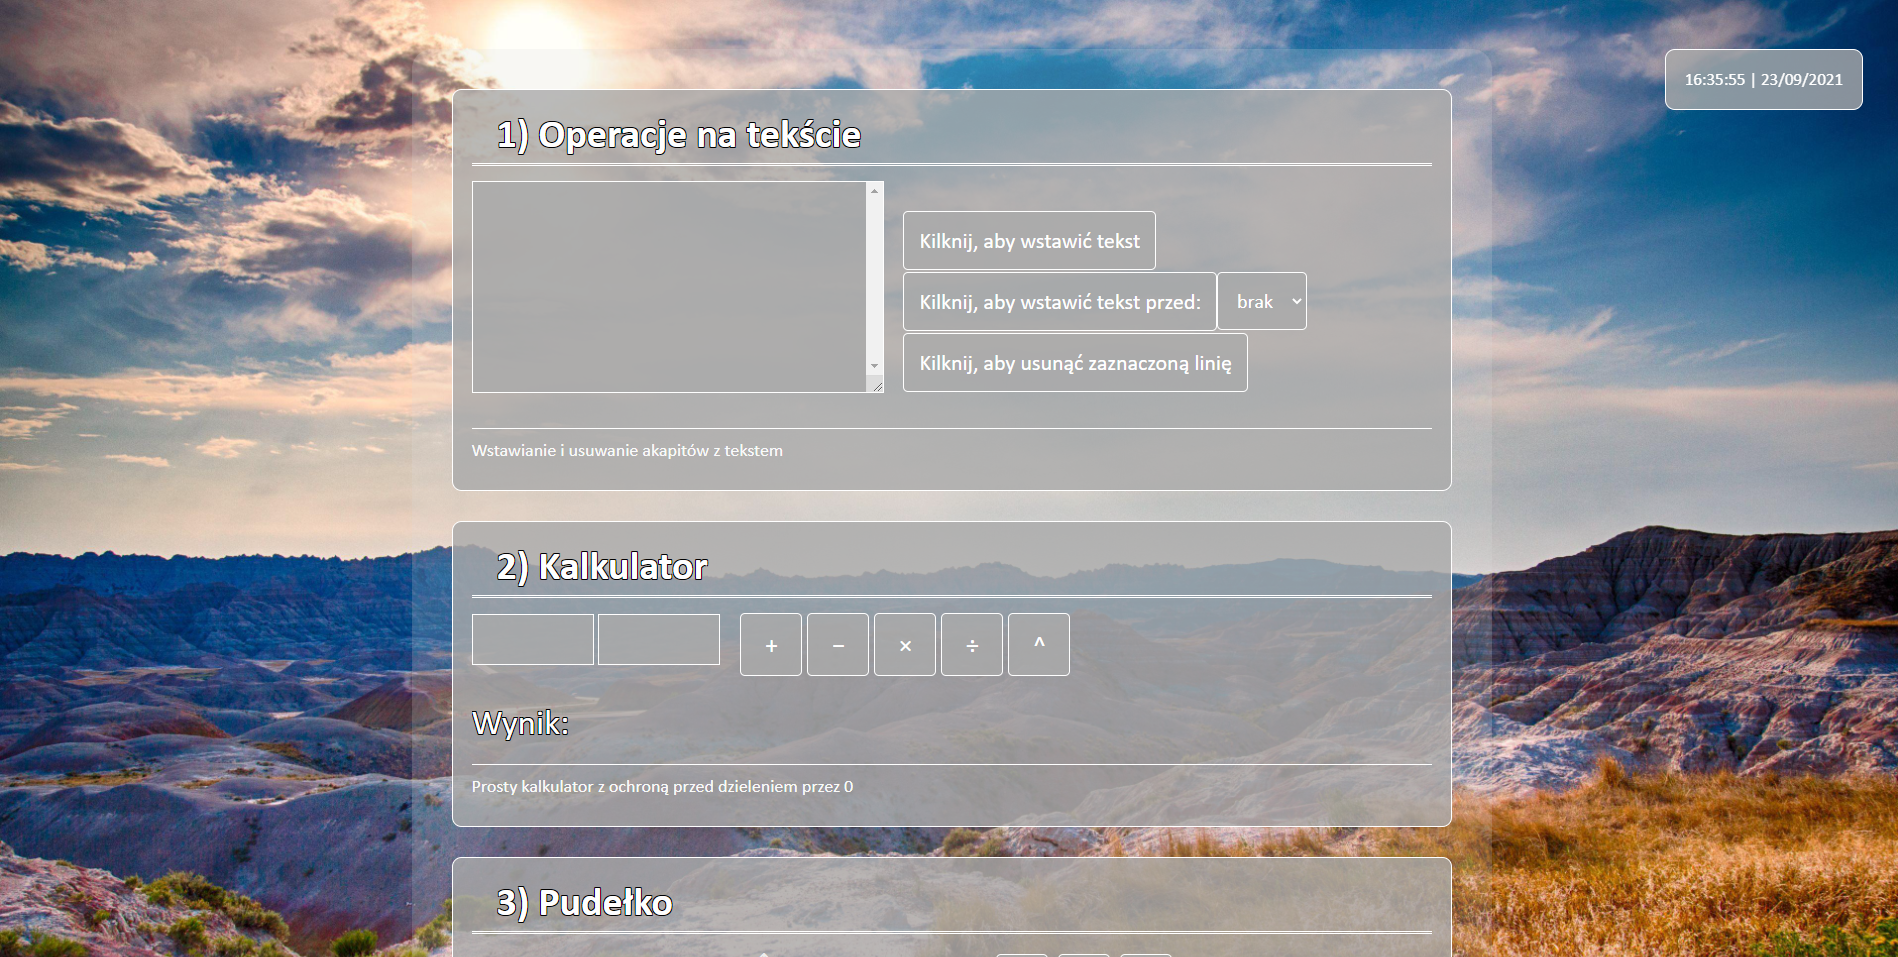 16:35:55 | 23/09/2021
1) Operacje na tekście
Kilknij, aby wstawić tekst
Kilknij, aby wstawić tekst przed:
brak
Kilknij, aby usunąć zaznaczoną linię
Wstawianie i usuwanie akapitów z tekstem
2) Kalkulator
+ − × ÷ ^
Wynik:
Prosty kalkulator z ochroną przed dzieleniem przez 0
3) Pudełko